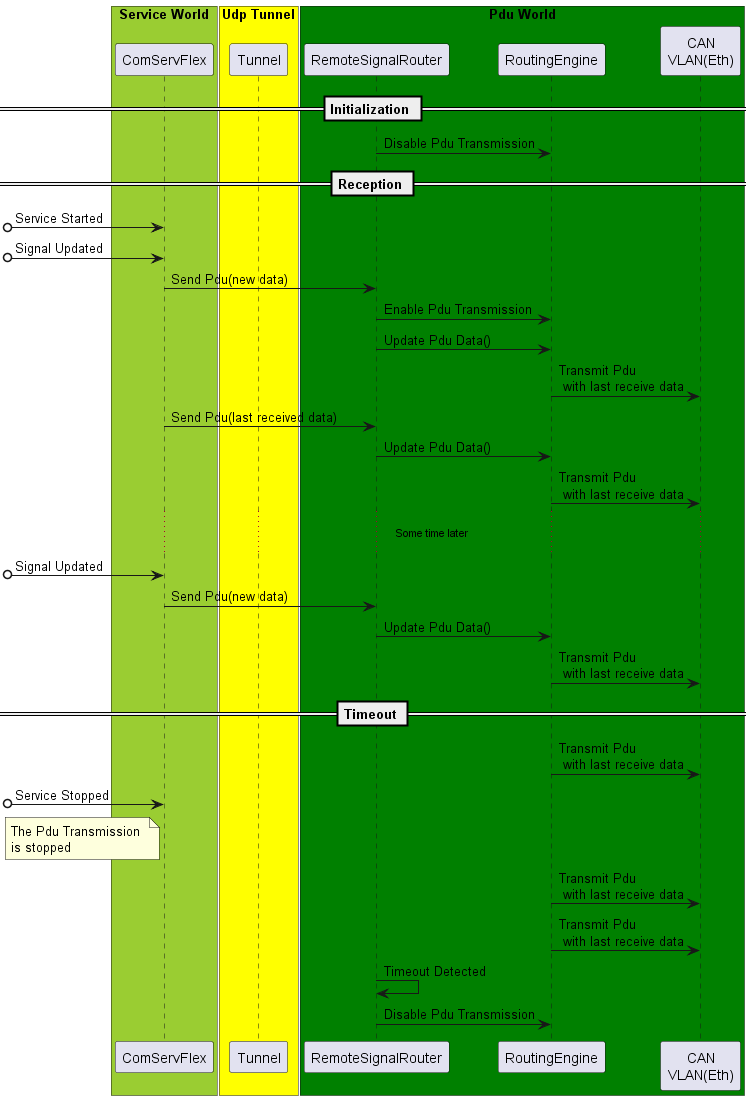 Service World Udp Tunnel Pdu World
ComServFlex Tunnel RemoteSignalRouter RoutingEngine CAN
VLAN(Eth)
Initialization
Disable Pdu Transmission
Reception
Service Started
Signal Updated
Send Pdu(new data)
Enable Pdu Transmission
Update Pdu Data()
Transmit Pdu
with last receive data
Send Pdu(last received data)
Update Pdu Data()
Transmit Pdu
with last receive data
Some time later
Signal Updated
Send Pdu(new data)
Update Pdu Data()
Transmit Pdu
with last receive data
Timeout
Transmit Pdu
with last receive data
Service Stopped
The Pdu Transmission
is stopped
Transmit Pdu
with last receive data
Transmit Pdu
with last receive data
Timeout Detected
Disable Pdu Transmission
ComServFlex Tunnel RemoteSignalRouter RoutingEngine CAN
VLAN(Eth)